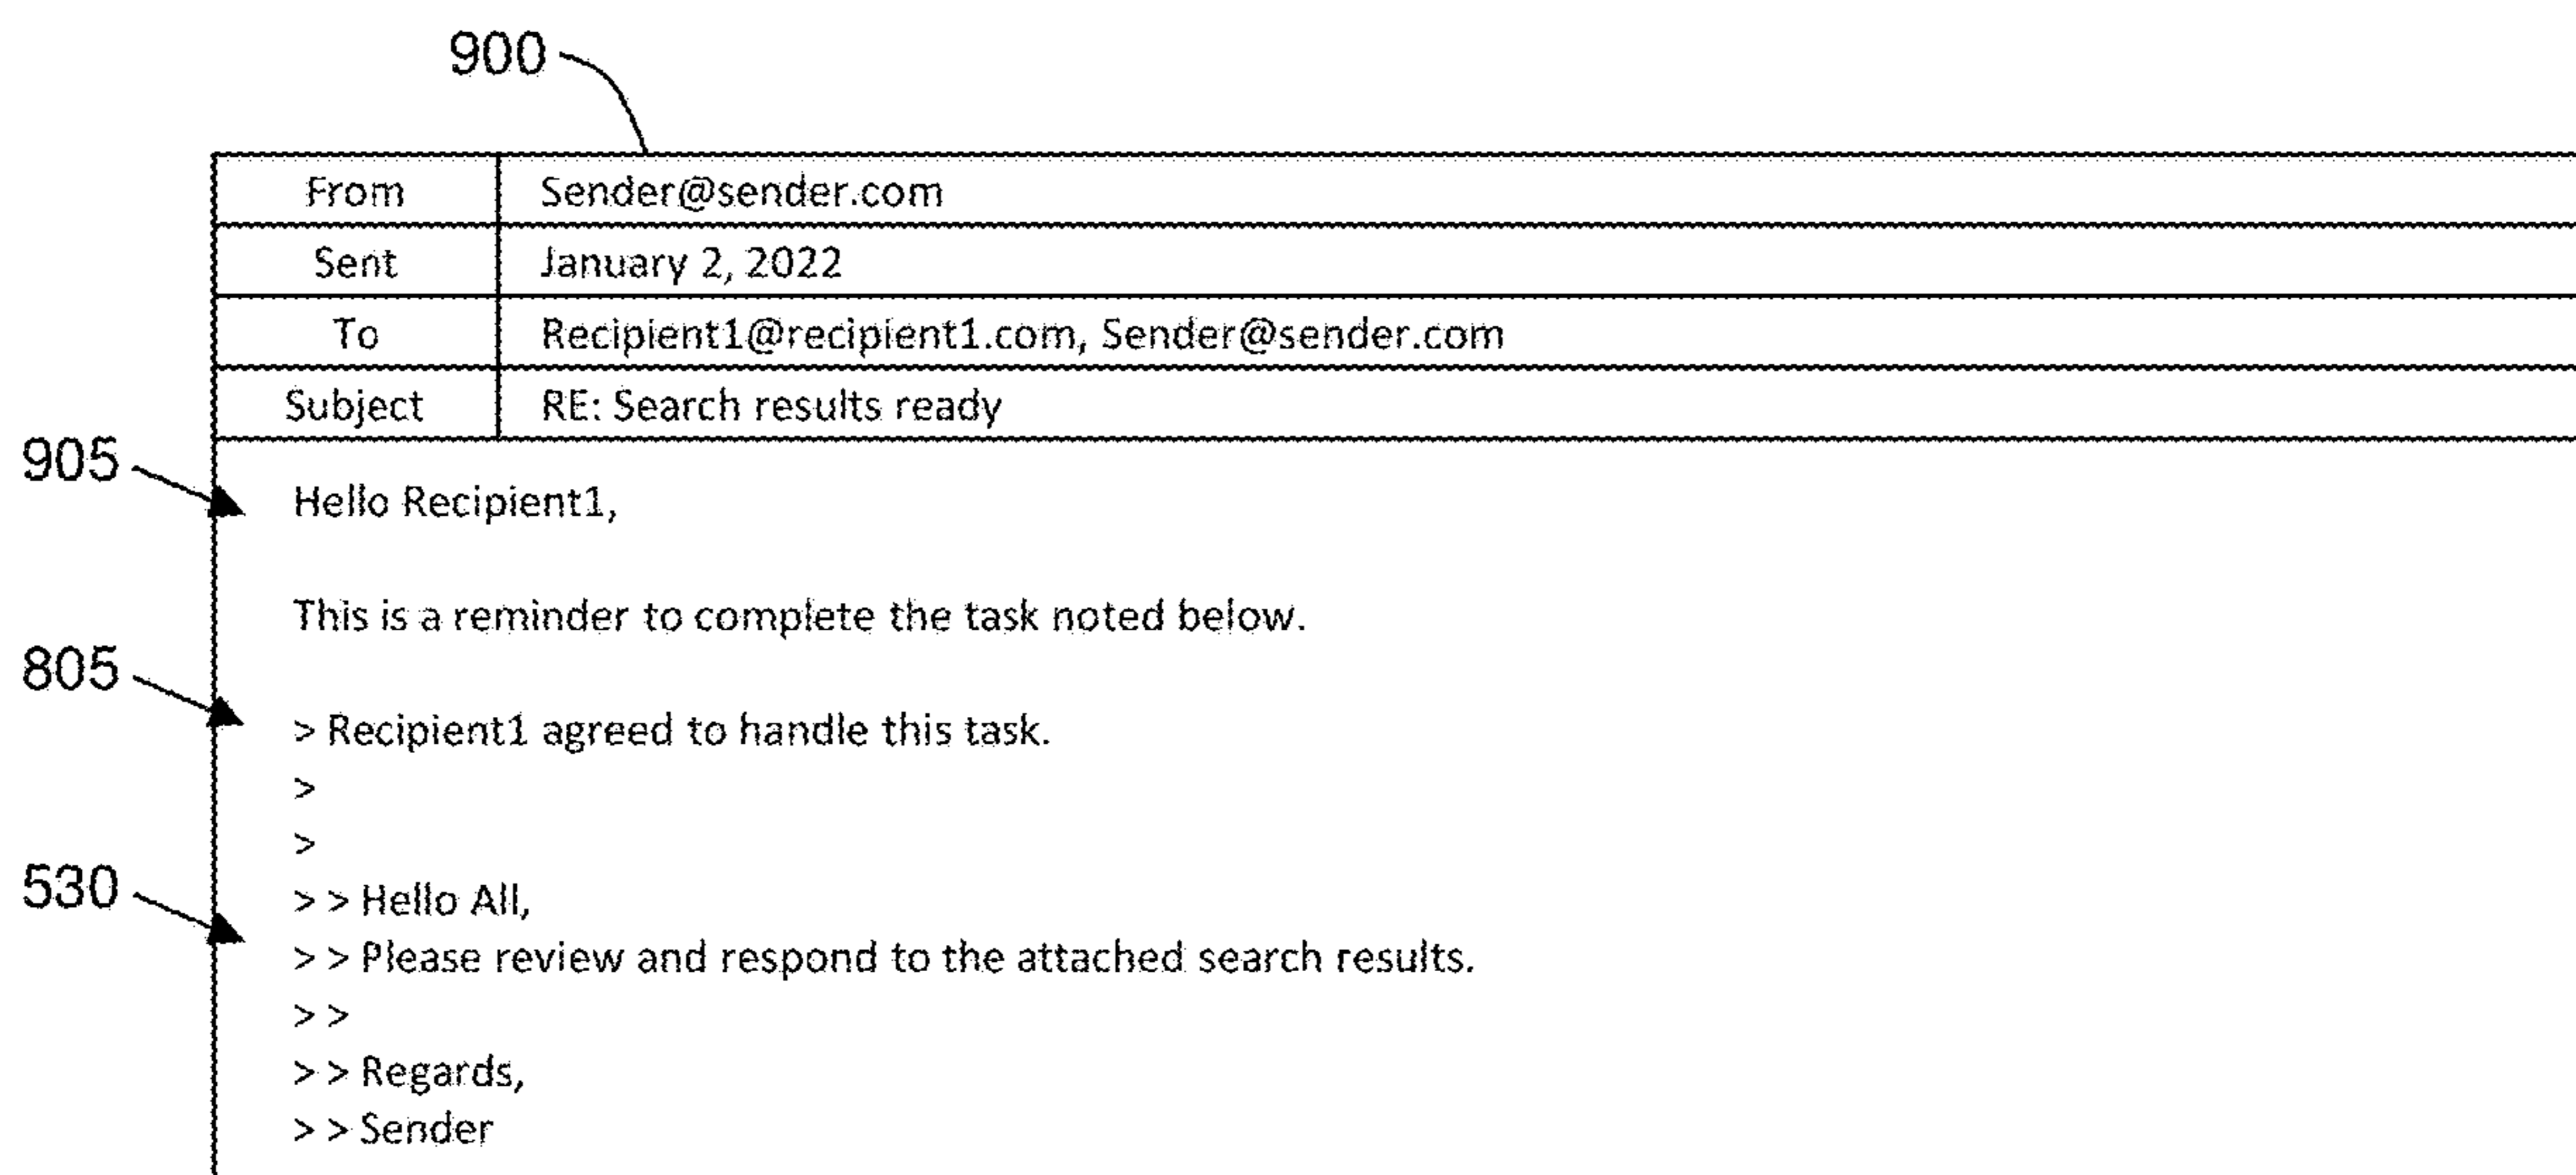 900
From Sender@sender.com
Sent January 2, 2022
To Recipient1@recipient1.com, Sender@sender.com
Subject RE: Search results ready
905
Hello Recipient1,
This is a reminder to complete the task noted below.
805
> Recipient1 agreed to handle this task.
>
>
530
> > Hello All,
> > Please review and respond to the attached search results.
> >
> > Regards,
> > Sender